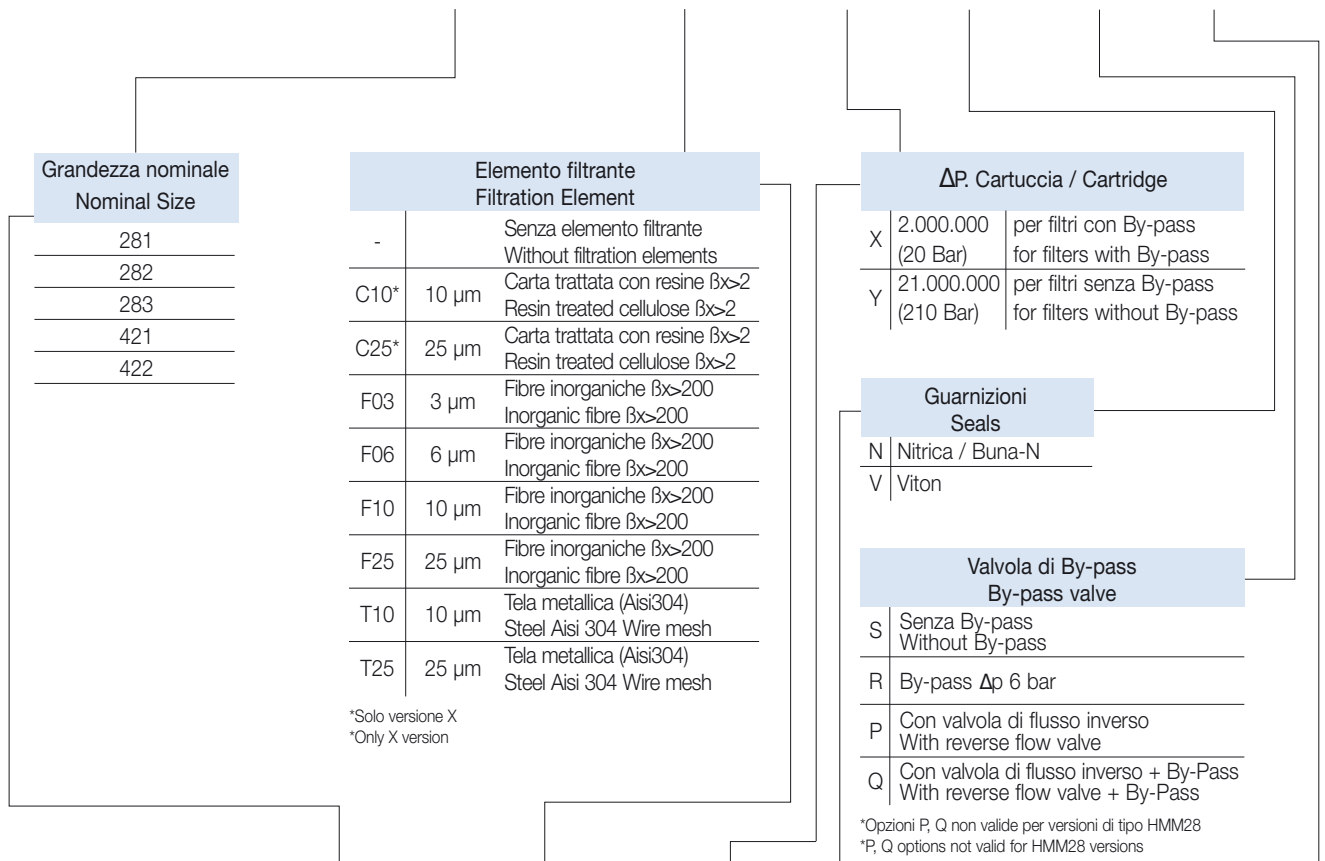 Grandezza nominale
Nominal Size
281
282
283
421
422
Elemento filtrante
Filtration Element
-
Senza elemento filtrante
Without filtration elements
C10* 10 µm Carta trattata con resine ßx>2
Resin treated cellulose ßx>2
C25* 25 µm Carta trattata con resine ßx>2
Resin treated cellulose ßx>2
F03 3 µm Fibre inorganiche ßx>200
Inorganic fibre ßx>200
F06 6 µm Fibre inorganiche ßx>200
Inorganic fibre ßx>200
F10 10 µm Fibre inorganiche ßx>200
Inorganic fibre ßx>200
F25 25 µm Fibre inorganiche ßx>200
Inorganic fibre ßx>200
T10 10 µm Tela metallica (Aisi304)
Steel Aisi 304 Wire mesh
T25 25 µm Tela metallica (Aisi304)
Steel Aisi 304 Wire mesh
*Solo versione X
*Only X version
ΔP. Cartuccia / Cartridge
X 2.000.000 per filtri con By-pass
(20 Bar) for filters with By-pass
Y 21.000.000 per filtri senza By-pass
(210 Bar) for filters without By-pass
Guarnizioni
Seals
N Nitrica / Buna-N
V Viton
Valvola di By-pass
By-pass valve
S Senza By-pass
Without By-pass
R By-pass Δp 6 bar
P Con valvola di flusso inverso
With reverse flow valve
Q Con valvola di flusso inverso + By-Pass
With reverse flow valve + By-Pass
*Opzioni P, Q non valide per versioni di tipo HMM28
*P, Q options not valid for HMM28 versions